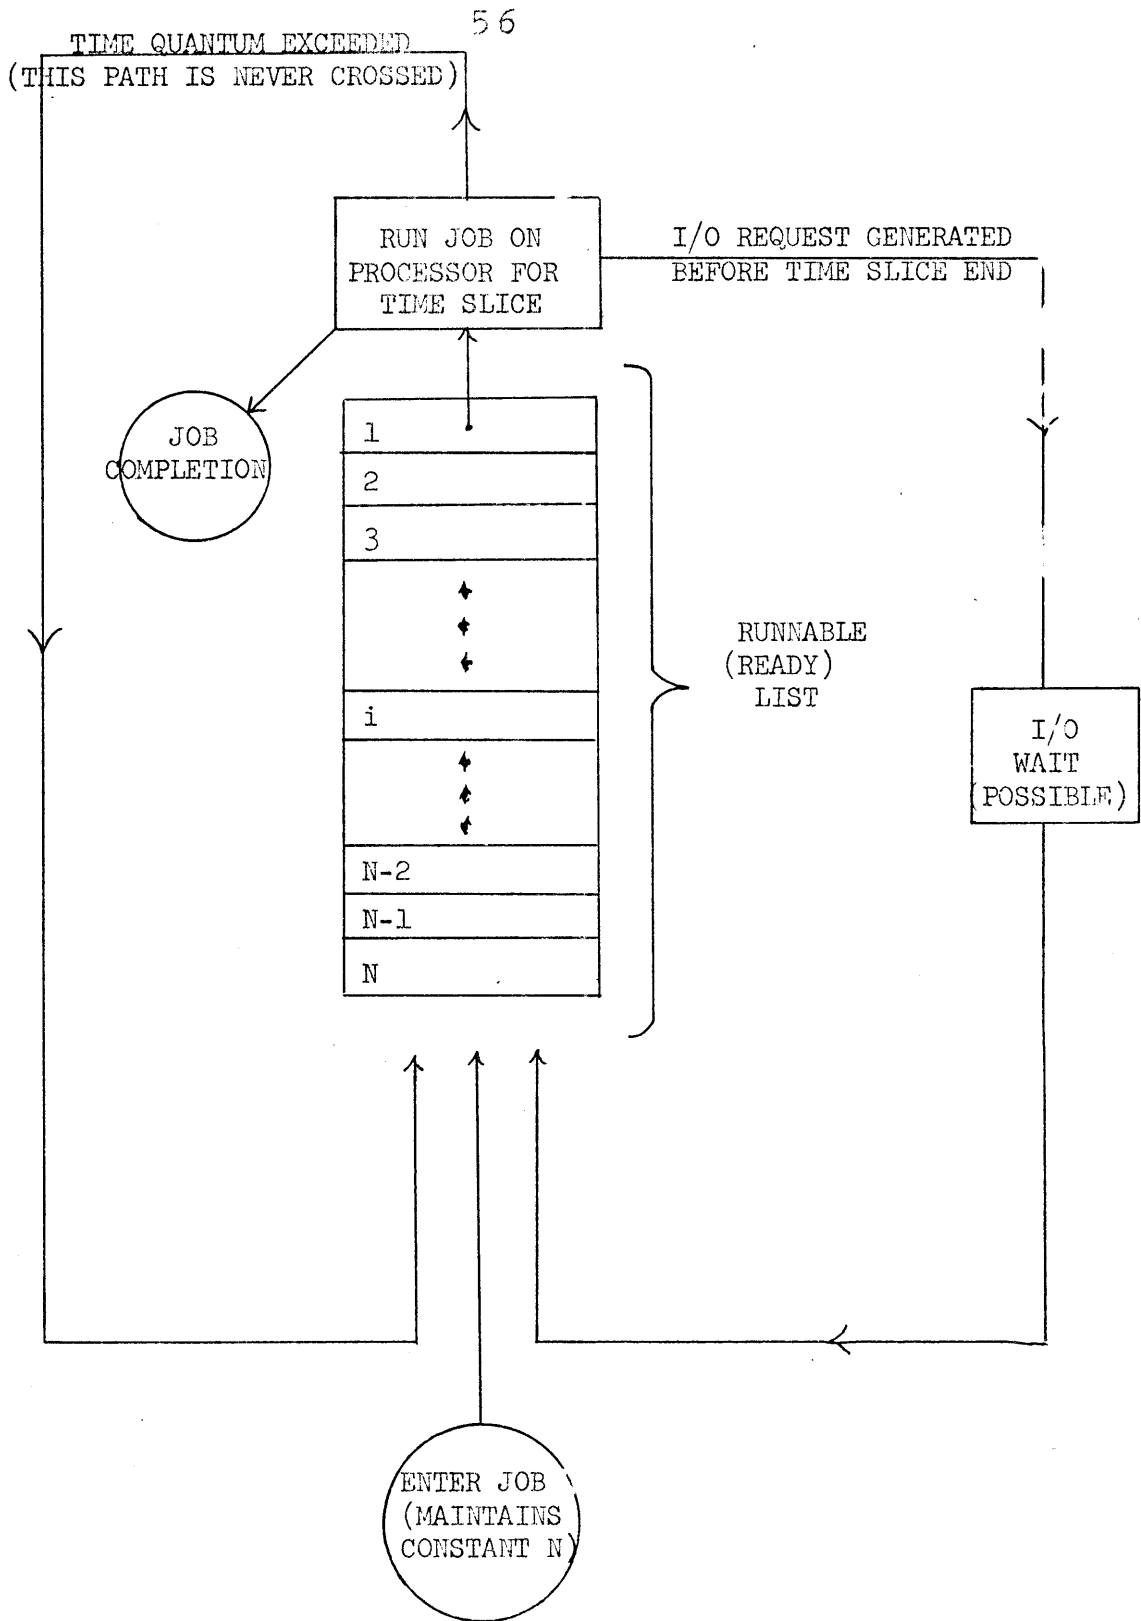 56
TIME QUANTUM EXCEEDED
(THIS PATH IS NEVER CROSSED)
RUN JOB ON
PROCESSOR FOR
TIME SLICE
I/O REQUEST GENERATED
BEFORE TIME SLICE END
JOB
COMPLETION
1
2
3
i
N-2
N-1
N
RUNNABLE
(READY)
LIST
I/O
WAIT
(POSSIBLE)
ENTER JOB
(MAINTAINS
CONSTANT N)